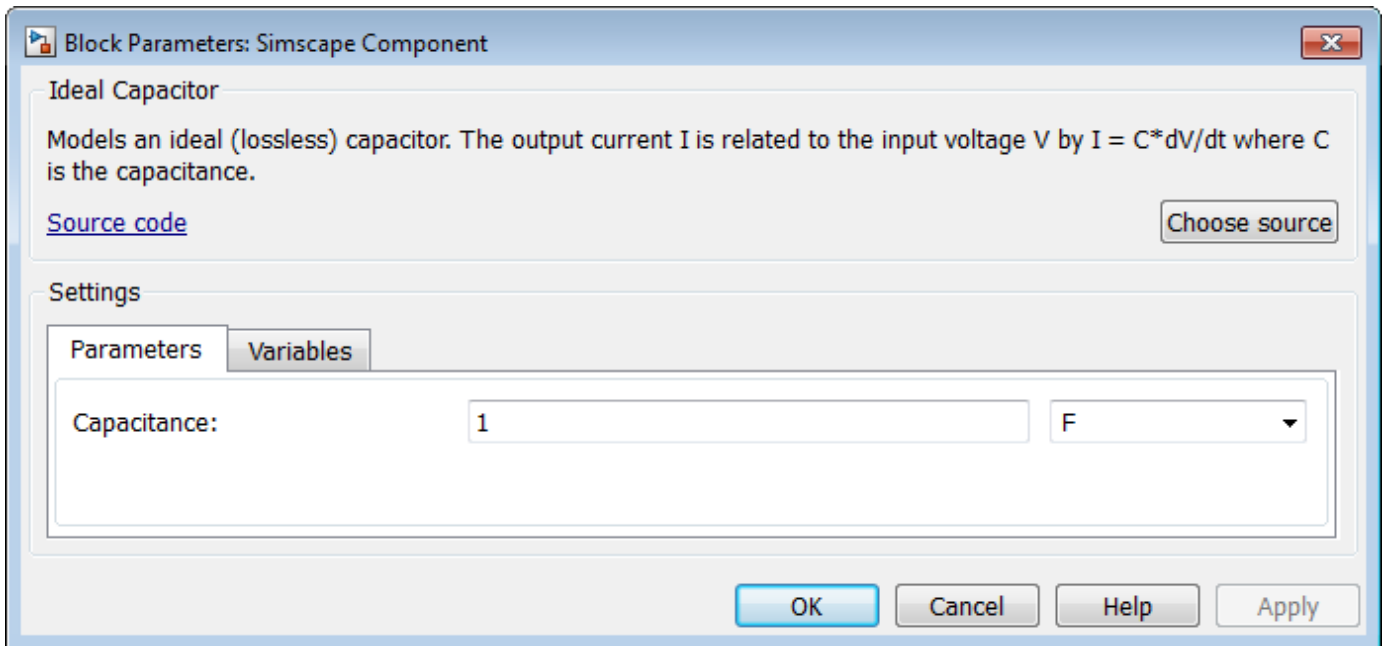 Block Parameters: Simscape Component
Ideal Capacitor
Models an ideal (lossless) capacitor. The output current I is related to the input voltage V by I = C*dV/dt where C
is the capacitance.
Source code
Choose source
Settings
Parameters
Variables
Capacitance:
1
F
OK
Cancel
Help
Apply